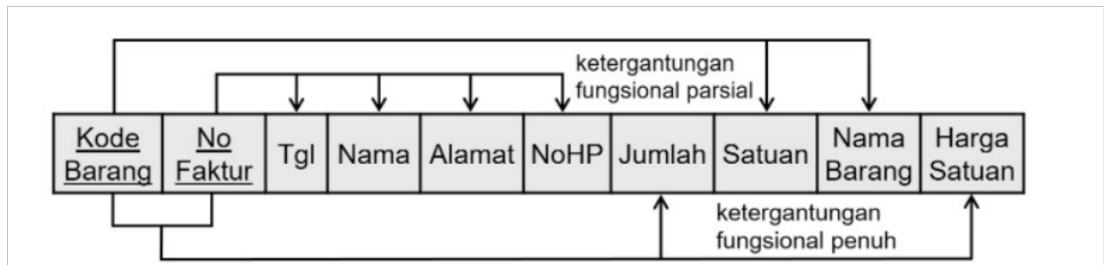 ketergantungan
fungsional parsial
Kode
Barang
No
Faktur
Tgl
Nama
Alamat
NoHP
Jumlah
Satuan
Nama
Barang
Harga
Satuan
ketergantungan
fungsional penuh